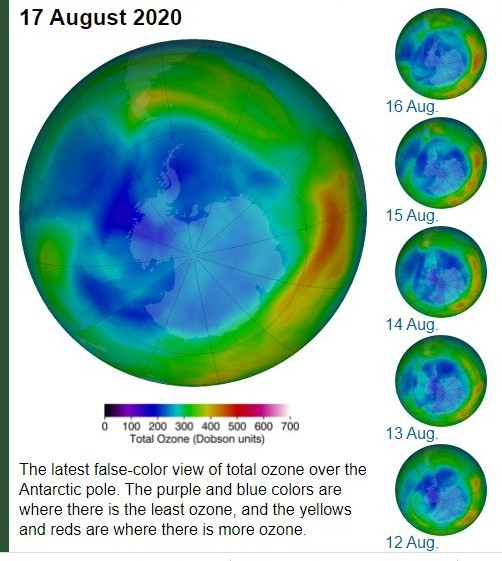 17 August 2020
16 Aug.
15 Aug.
14 Aug.
13 Aug.
12 Aug.
0 100 200 300 400 500 600 700
Total Ozone (Dobson units)
The latest false-color view of total ozone over the
Antarctic pole. The purple and blue colors are
where there is the least ozone, and the yellows
and reds are where there is more ozone.